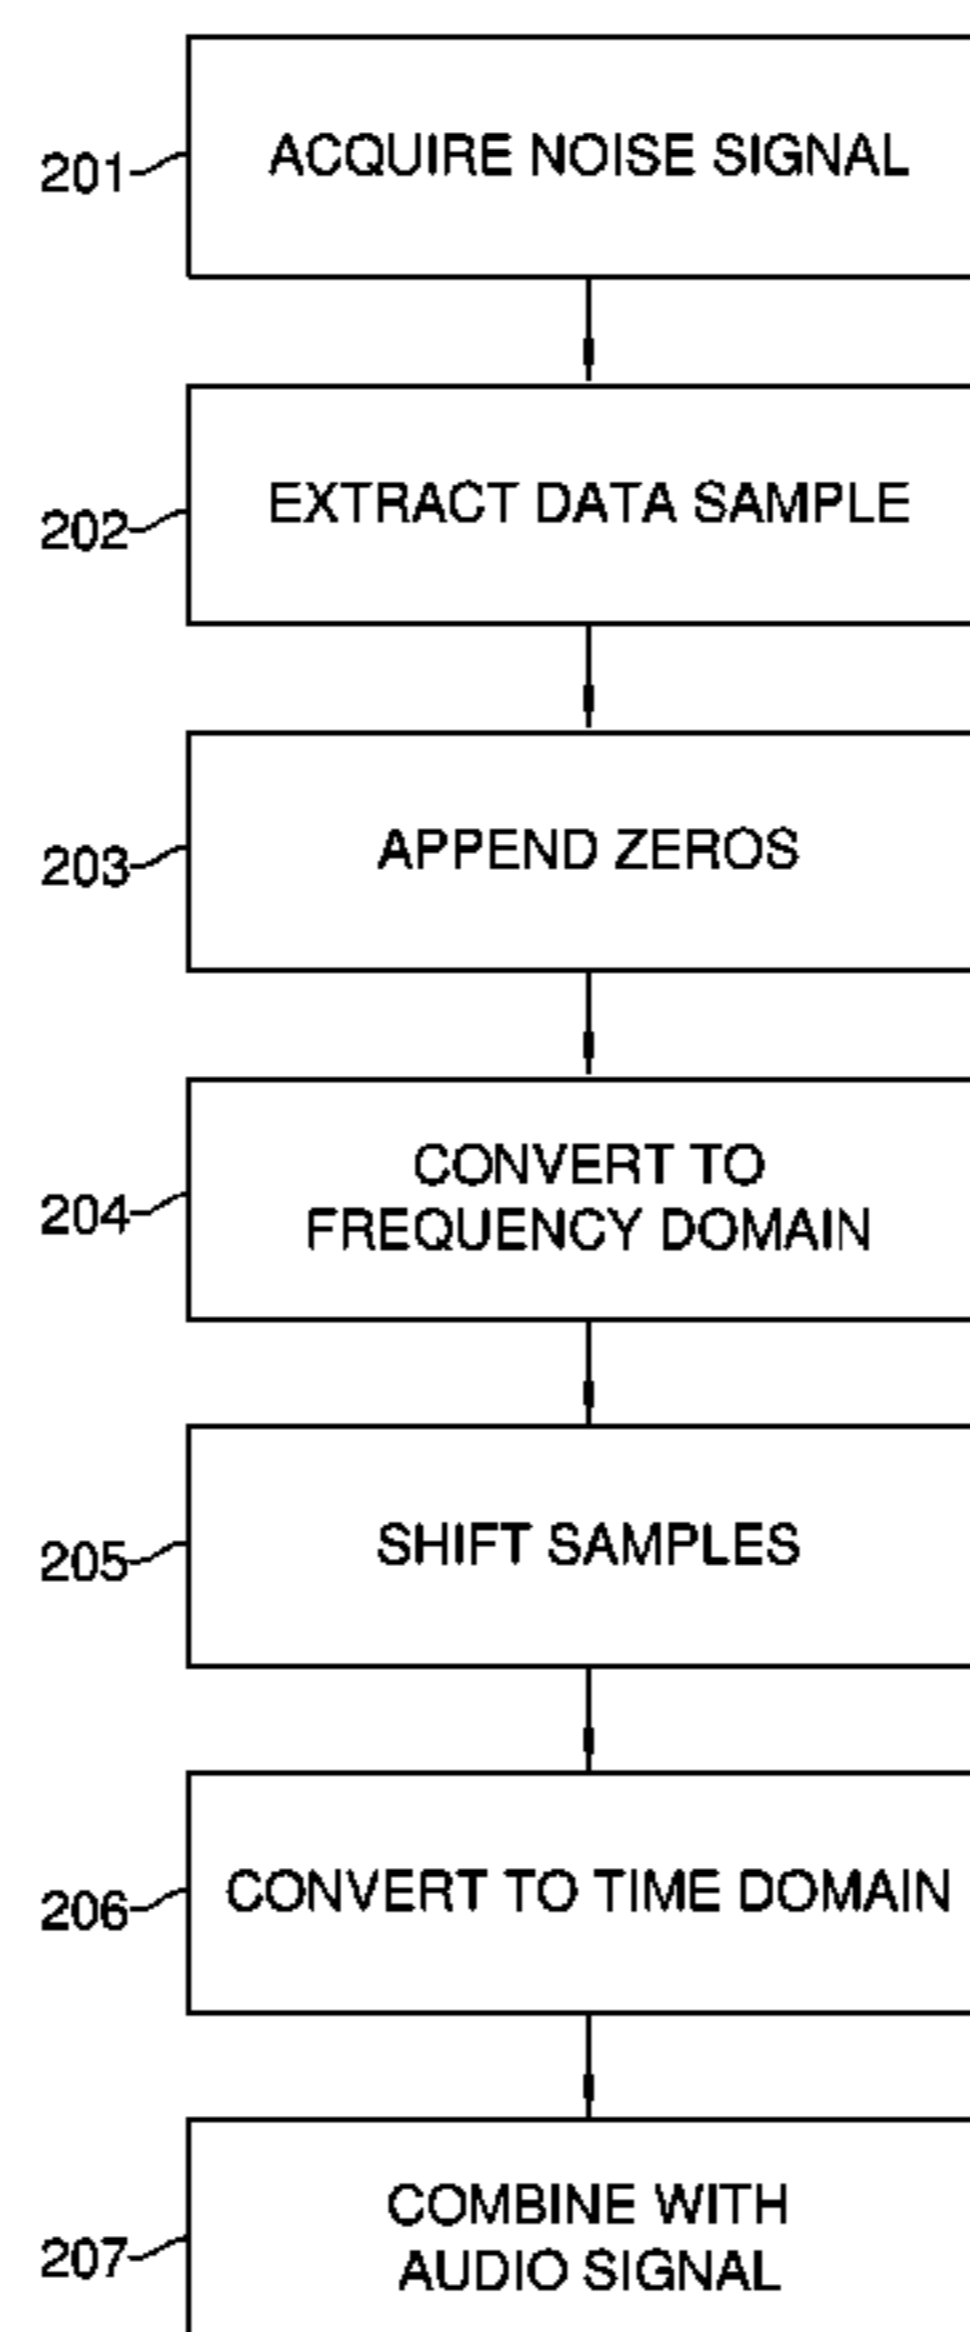 201
ACQUIRE NOISE SIGNAL
202
EXTRACT DATA SAMPLE
203
APPEND ZEROS
204
CONVERT TO
FREQUENCY DOMAIN
205
SHIFT SAMPLES
206
CONVERT TO TIME DOMAIN
207
COMBINE WITH
AUDIO SIGNAL